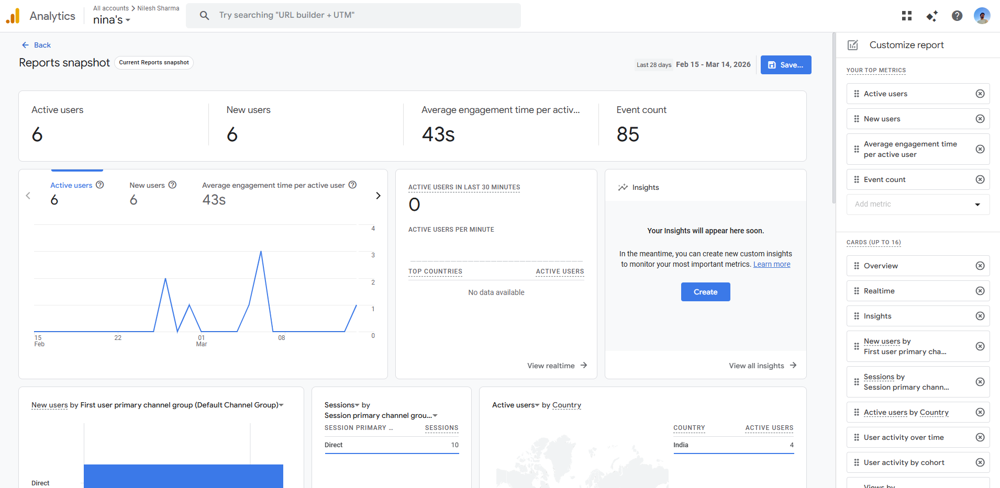 Analytics
All accounts > Nilesh Sharma
nina's
Try searching "URL builder + UTM"
Back
Reports snapshot
Current Reports snapshot
Last 28 days
Feb 15 - Mar 14, 2026
Save...
Active users
6
New users
6
Average engagement time per activ...
43s
Event count
85
Active users
6
New users
6
Average engagement time per active user
43s
4
3
2
1
0
15
Feb
22
01
Mar
08
ACTIVE USERS IN LAST 30 MINUTES
0
ACTIVE USERS PER MINUTE
TOP COUNTRIES
ACTIVE USERS
No data available
View realtime
Insights
Your Insights will appear here soon.
In the meantime, you can create new custom insights
to monitor your most important metrics. Learn more
Create
View all insights
New users by First user primary channel group (Default Channel Group)
Direct
Sessions by
Session primary channel grou...
SESSION PRIMARY ...
SESSIONS
Direct
10
Active users by Country
COUNTRY
ACTIVE USERS
India
4
Customize report
YOUR TOP METRICS
Active users
New users
Average engagement time
per active user
Event count
Add metric
CARDS (UP TO 16)
Overview
Realtime
Insights
New users by
First user primary cha...
Sessions by
Session primary chann...
Active users by Country
User activity over time
User activity by cohort
Views by